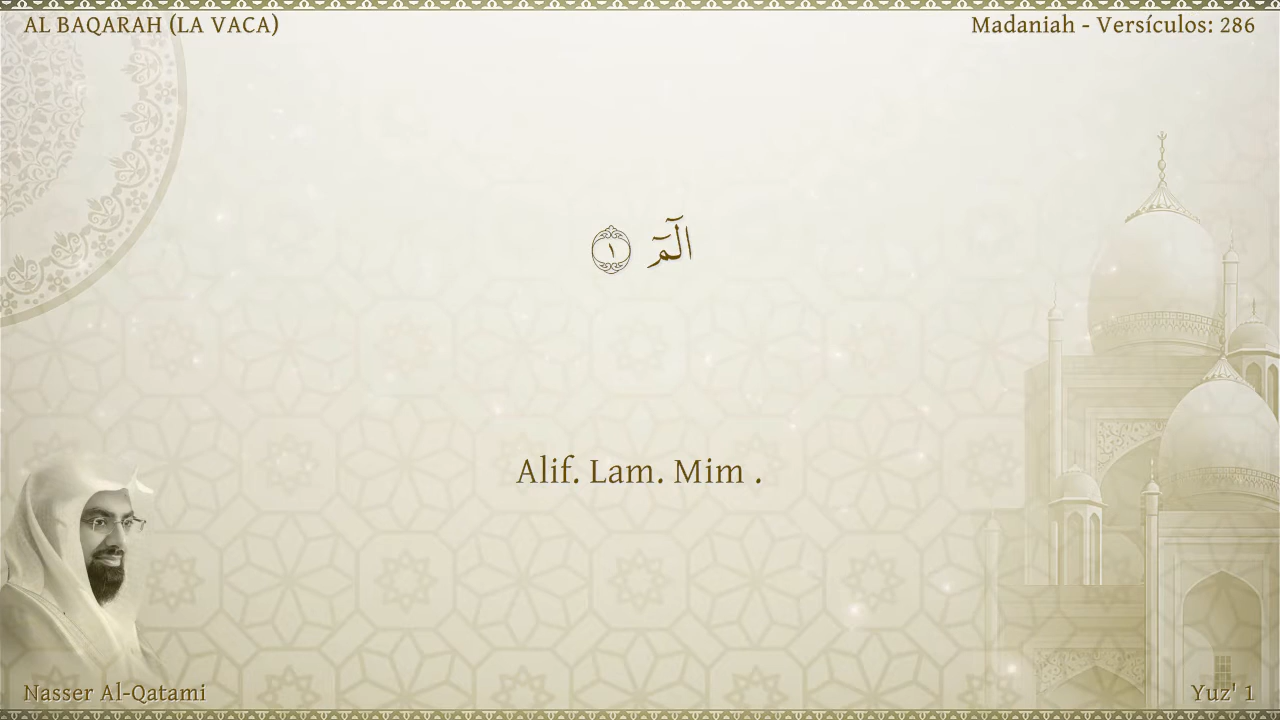 AL BAQARAH (LA VACA)
Madaniah - Versículos: 286
الٓمٓ ١
Alif. Lam. Mim .
Nasser Al-Qatami
Yuz' 1